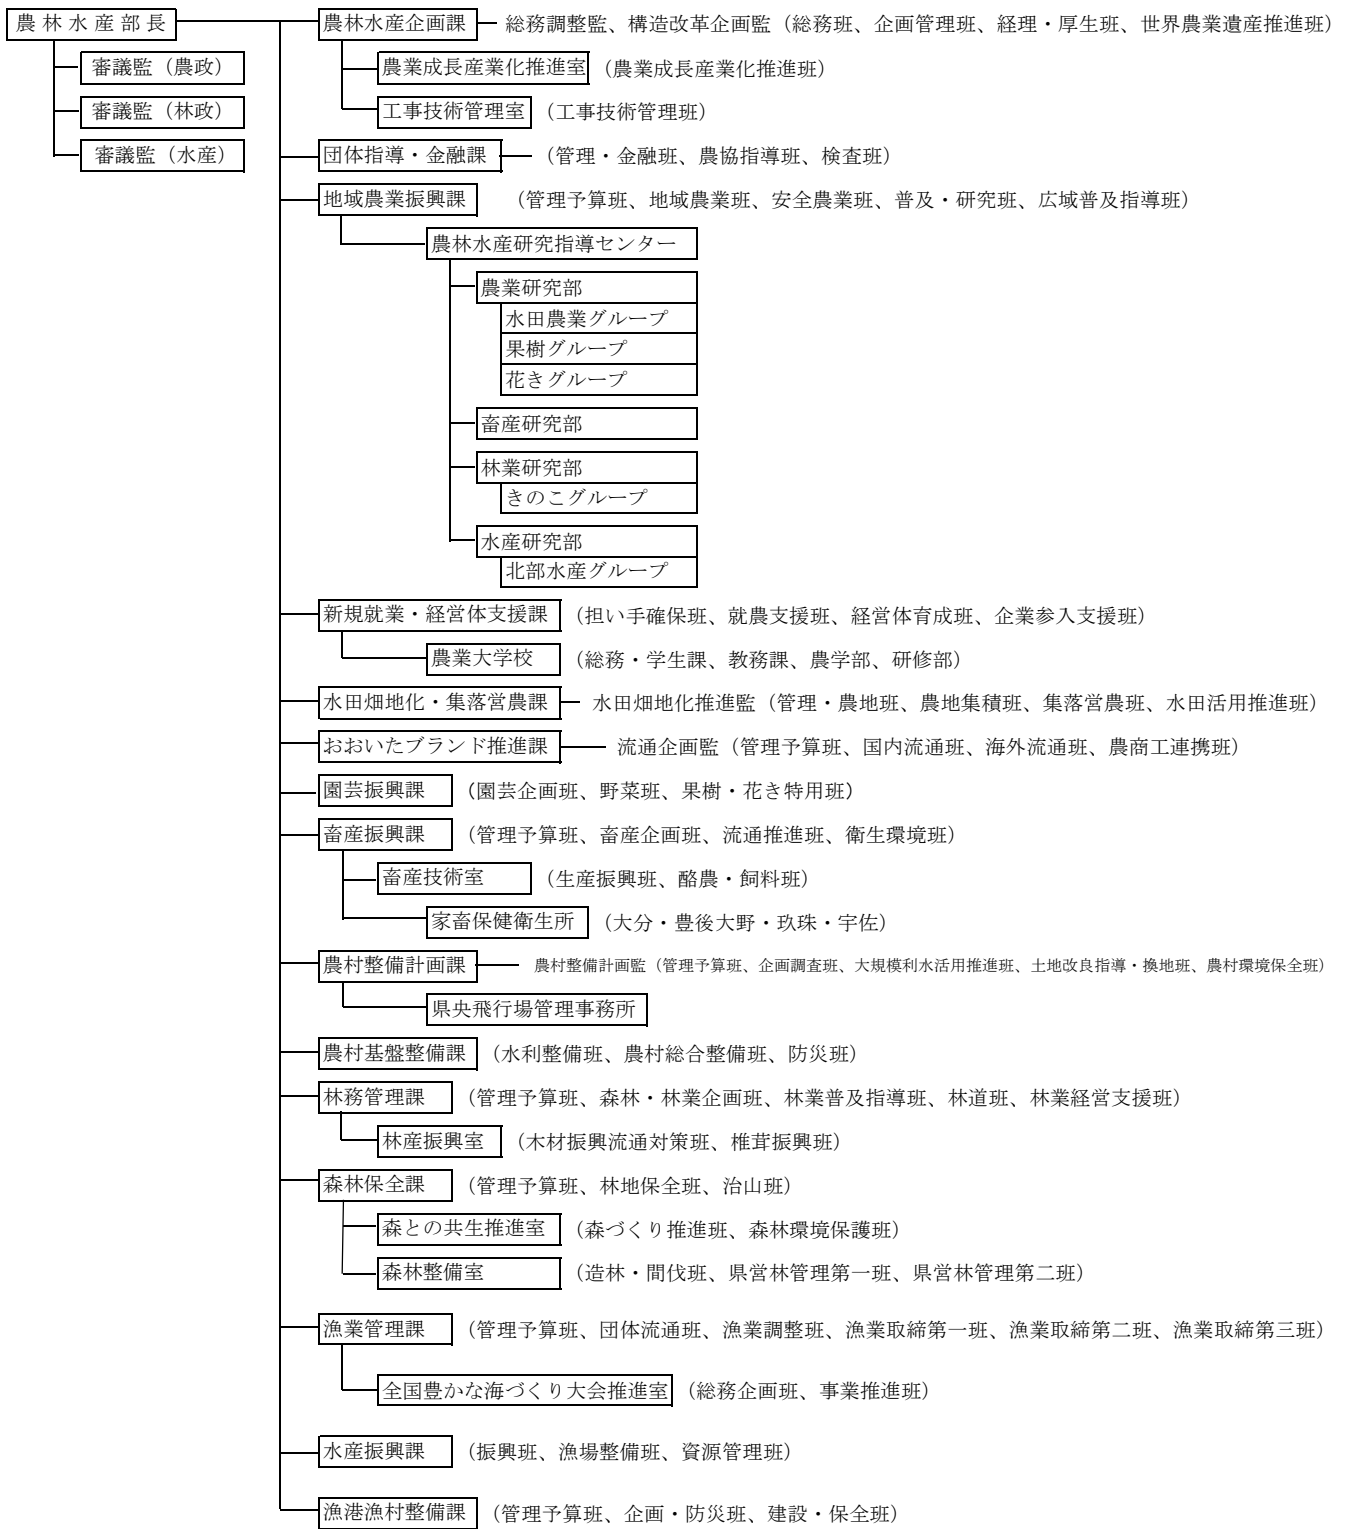 農林水産部長
審議監（農政）
審議監（林政）
審議監（水産）
農林水産企画課 総務調整監、構造改革企画監（総務班、企画管理班、経理・厚生班、世界農業遺産推進班）
農業成長産業化推進室 （農業成長産業化推進班）
工事技術管理室 （工事技術管理班）
団体指導・金融課 （管理・金融班、農協指導班、検査班）
地域農業振興課 （管理予算班、地域農業班、安全農業班、普及・研究班、広域普及指導班）
農林水産研究指導センター
農業研究部
水田農業グループ
果樹グループ
花きグループ
畜産研究部
林業研究部
きのこグループ
水産研究部
北部水産グループ
新規就業・経営体支援課 （担い手確保班、就農支援班、経営体育成班、企業参入支援班）
農業大学校 （総務・学生課、教務課、農学部、研修部）
水田畑地化・集落営農課 水田畑地化推進監（管理・農地班、農地集積班、集落営農班、水田活用推進班）
おおいたブランド推進課 流通企画監（管理予算班、国内流通班、海外流通班、農商工連携班）
園芸振興課 （園芸企画班、野菜班、果樹・花き特用班）
畜産振興課 （管理予算班、畜産企画班、流通推進班、衛生環境班）
畜産技術室 （生産振興班、酪農・飼料班）
家畜保健衛生所 （大分・豊後大野・玖珠・宇佐）
農村整備計画課 農村整備計画監（管理予算班、企画調査班、大規模利水活用推進班、土地改良指導・換地班、農村環境保全班）
県央飛行場管理事務所
農村基盤整備課 （水利整備班、農村総合整備班、防災班）
林務管理課 （管理予算班、森林・林業企画班、林業普及指導班、林道班、林業経営支援班）
林産振興室 （木材振興流通対策班、椎茸振興班）
森林保全課 （管理予算班、林地保全班、治山班）
森との共生推進室 （森づくり推進班、森林環境保護班）
森林整備室 （造林・間伐班、県営林管理第一班、県営林管理第二班）
漁業管理課 （管理予算班、団体流通班、漁業調整班、漁業取締第一班、漁業取締第二班、漁業取締第三班）
全国豊かな海づくり大会推進室 （総務企画班、事業推進班）
水産振興課 （振興班、漁場整備班、資源管理班）
漁港漁村整備課 （管理予算班、企画・防災班、建設・保全班）